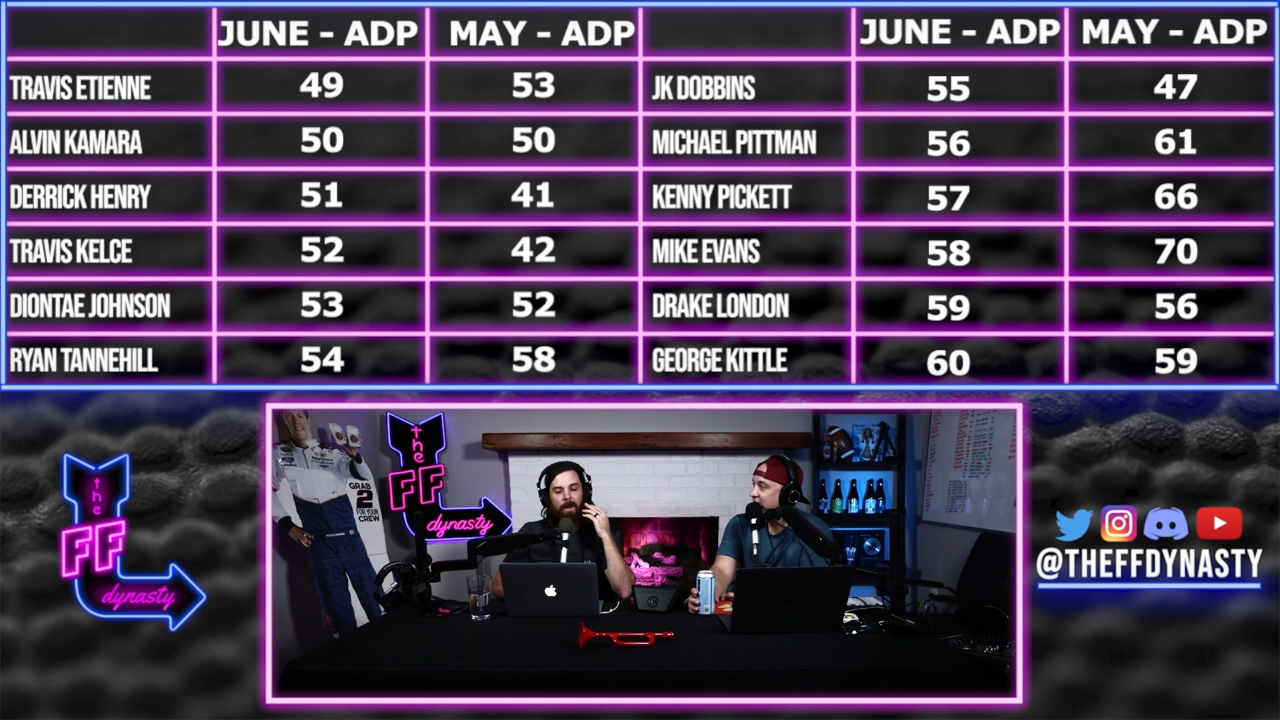 JUNE - ADP MAY - ADP JUNE - ADP MAY - ADP
TRAVIS ETIENNE 49 53 JK DOBBINS 55 47
ALVIN KAMARA 50 50 MICHAEL PITTMAN 56 61
DERRICK HENRY 51 41 KENNY PICKETT 57 66
TRAVIS KELCE 52 42 MIKE EVANS 58 70
DIONTAE JOHNSON 53 52 DRAKE LONDON 59 56
RYAN TANNEHILL 54 58 GEORGE KITTLE 60 59
the
FF
dynasty
GRAB
2
FOR YOUR
CREW
the
FF
dynasty
@THEFFDYNASTY